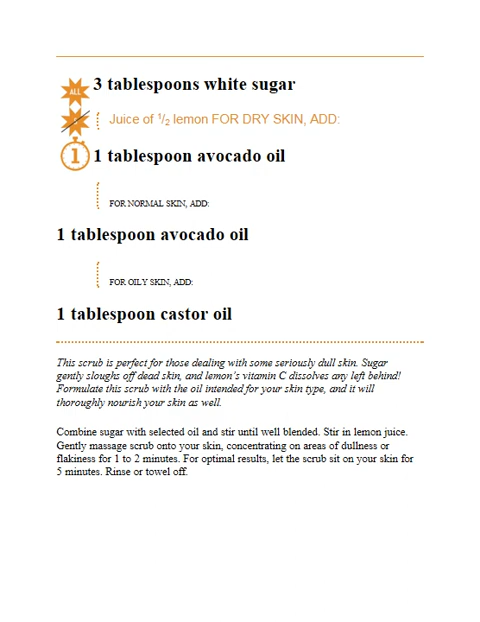 ALL
3 tablespoons white sugar
Juice of 1/2 lemon FOR DRY SKIN, ADD:
1
1 tablespoon avocado oil
FOR NORMAL SKIN, ADD:
1 tablespoon avocado oil
FOR OILY SKIN, ADD:
1 tablespoon castor oil
This scrub is perfect for those dealing with some seriously dull skin. Sugar
gently sloughs off dead skin, and lemon's vitamin C dissolves any left behind!
Formulate this scrub with the oil intended for your skin type, and it will
thoroughly nourish your skin as well.
Combine sugar with selected oil and stir until well blended. Stir in lemon juice.
Gently massage scrub onto your skin, concentrating on areas of dullness or
flakiness for 1 to 2 minutes. For optimal results, let the scrub sit on your skin for
5 minutes. Rinse or towel off.